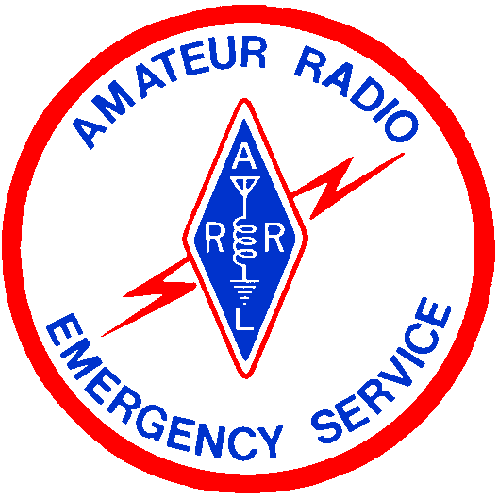 AMATEUR RADIO
A
R R
L
EMERGENCY SERVICE